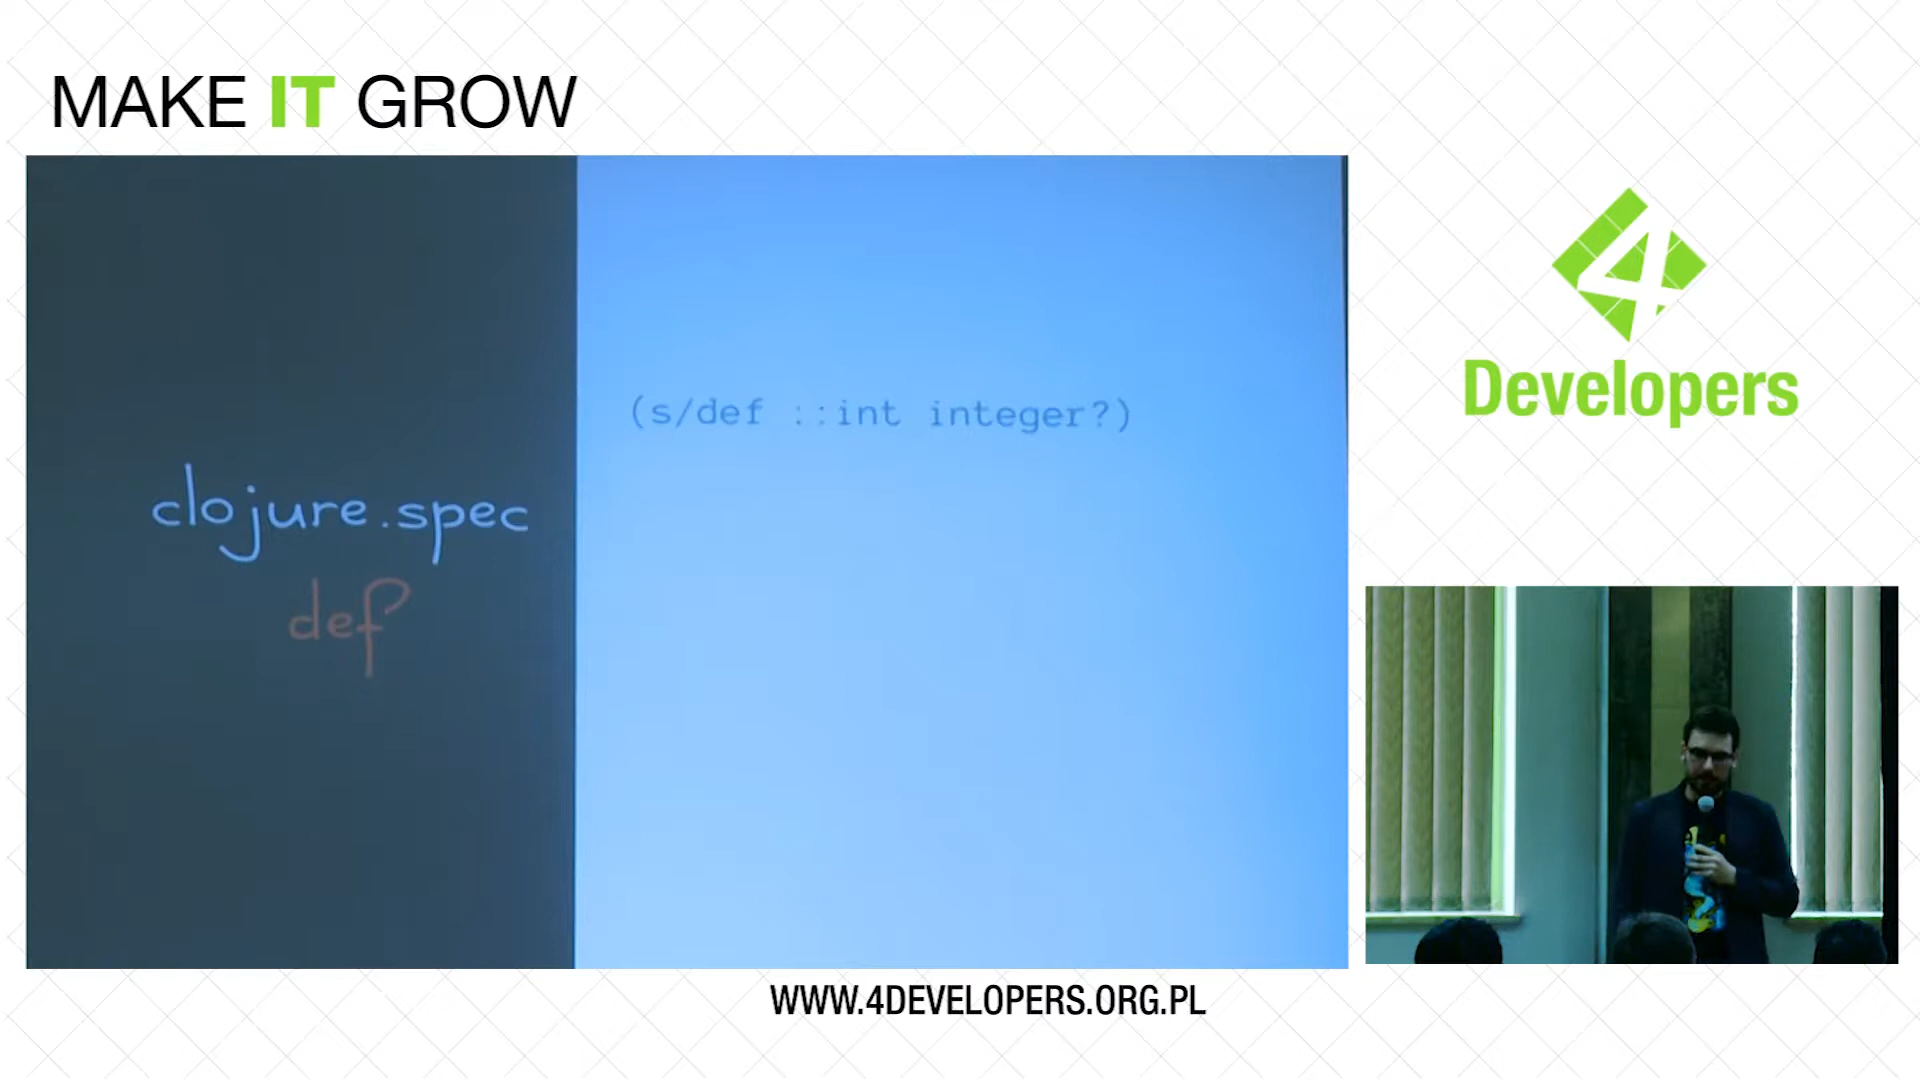 MAKE IT GROW
clojure.spec
def
(s/def ::int integer?)
4
Developers
WWW.4DEVELOPERS.ORG.PL